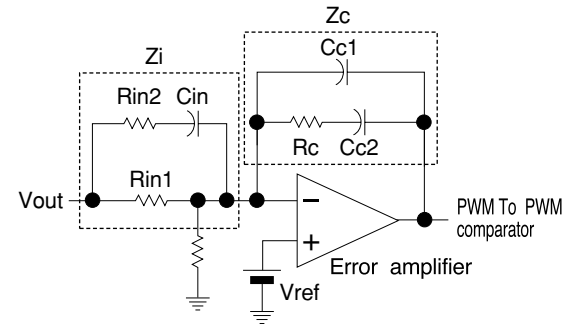 Zc
Cc1
Zi
Rin2 Cin
Rc Cc2
Rin1
Vout
−
+
PWM To PWM
comparator
Error amplifier
Vref